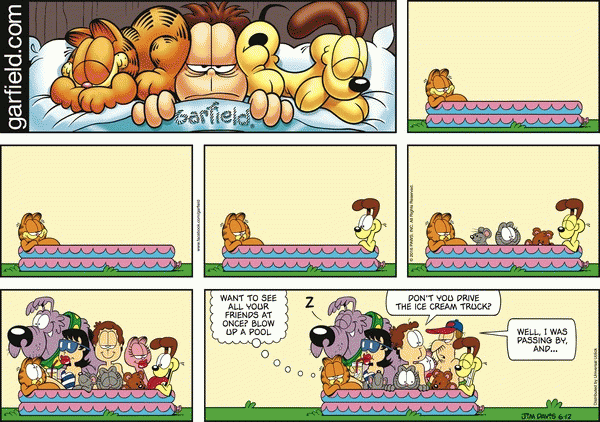 garfield.com
Garfield®
www.facebook.com/garfield
© 2016 PAWS, INC. All Rights Reserved.
WANT TO SEE
ALL YOUR
FRIENDS AT
ONCE? BLOW
UP A POOL
Z
DON'T YOU DRIVE
THE ICE CREAM TRUCK?
WELL, I WAS
PASSING BY,
AND...
Distributed by Universal Uclick
JIM DAVIS 6-12